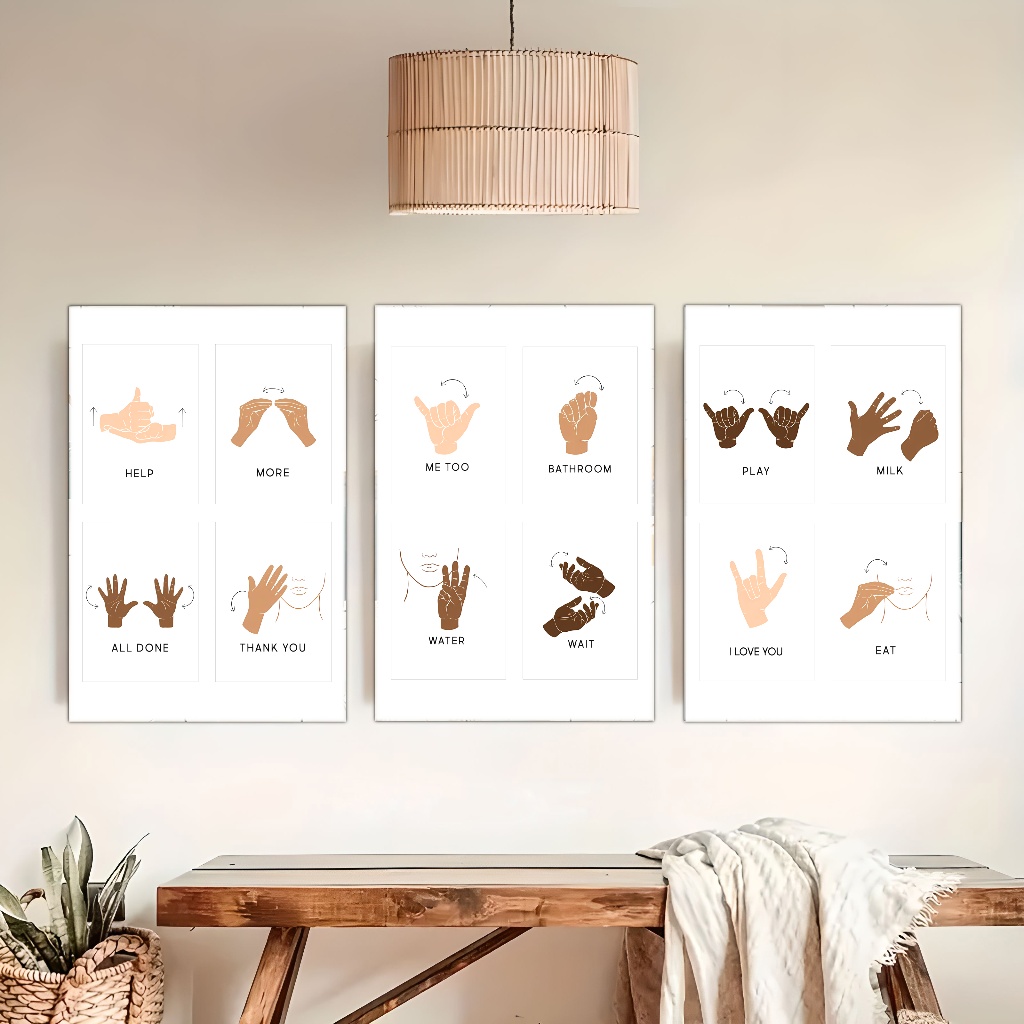 HELP
MORE
ALL DONE
THANK YOU
ME TOO
BATHROOM
WATER
WAIT
PLAY
MILK
I LOVE YOU
EAT